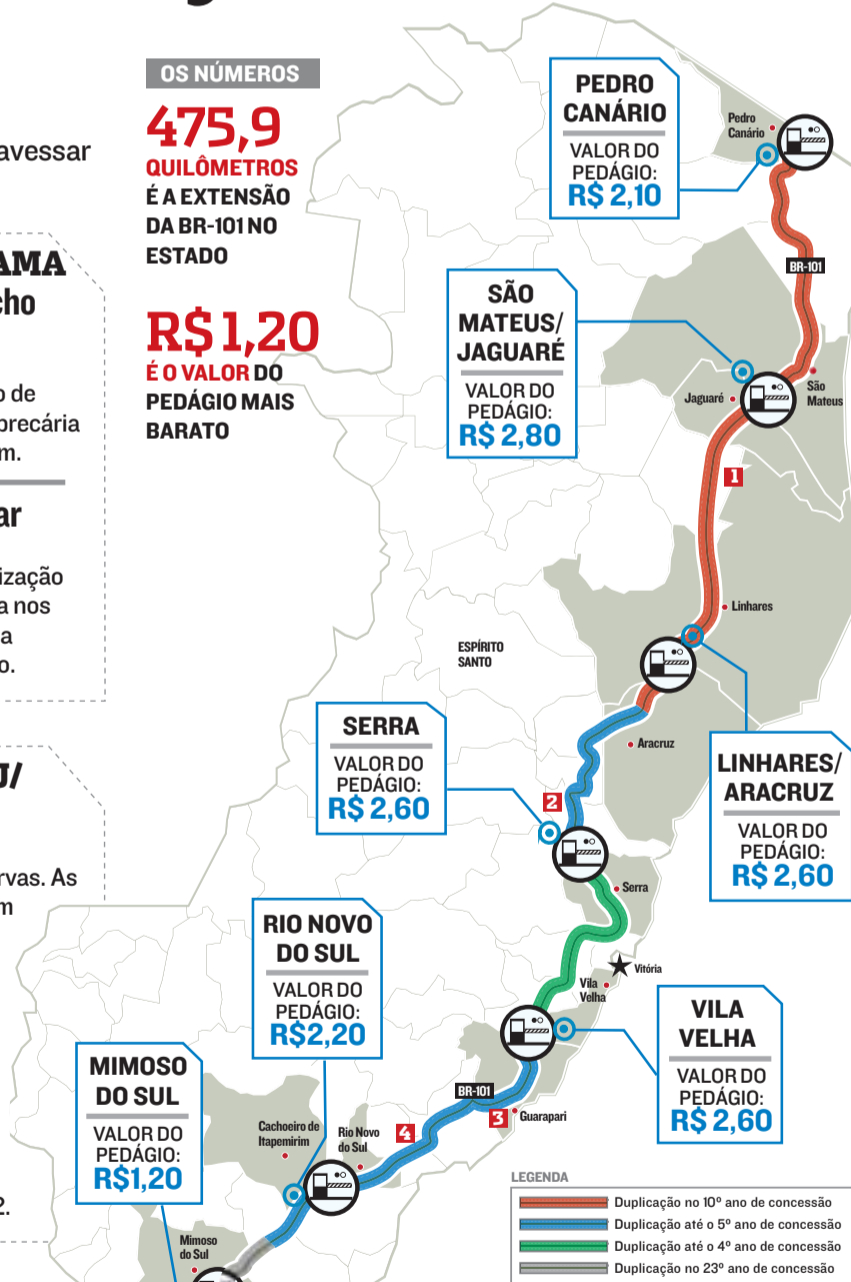 OS NÚMEROS
475,9
QUILÔMETROS
É A EXTENSÃO
DA BR-101 NO
ESTADO
R$ 1,20
É O VALOR DO
PEDÁGIO MAIS
BARATO
avessar
AMA
cho
o de
precária
m.
ar
ização
a nos
a
o.
J/
rvas. As
m
2.
PEDRO
CANÁRIO
VALOR DO
PEDÁGIO:
R$ 2,10
Pedro
Canário
BR-101
SÃO
MATEUS/
JAGUARÉ
VALOR DO
PEDÁGIO:
R$ 2,80
Jaguaré
São
Mateus
1
Linhares
ESPÍRITO
SANTO
Aracruz
SERRA
VALOR DO
PEDÁGIO:
R$ 2,60
2
LINHARES/
ARACRUZ
VALOR DO
PEDÁGIO:
R$ 2,60
Serra
Vitória
Vila
Velha
RIO NOVO
DO SUL
VALOR DO
PEDÁGIO:
R$2,20
VILA
VELHA
VALOR DO
PEDÁGIO:
R$ 2,60
MIMOSO
DO SUL
VALOR DO
PEDÁGIO:
R$1,20
BR-101
3
Guarapari
4
Cachoeiro de
Itapemirim
Rio Novo
do Sul
Mimoso
do Sul
LEGENDA
Duplicação no 10º ano de concessão
Duplicação até o 5º ano de concessão
Duplicação até o 4º ano de concessão
Duplicação no 23º ano de concessão